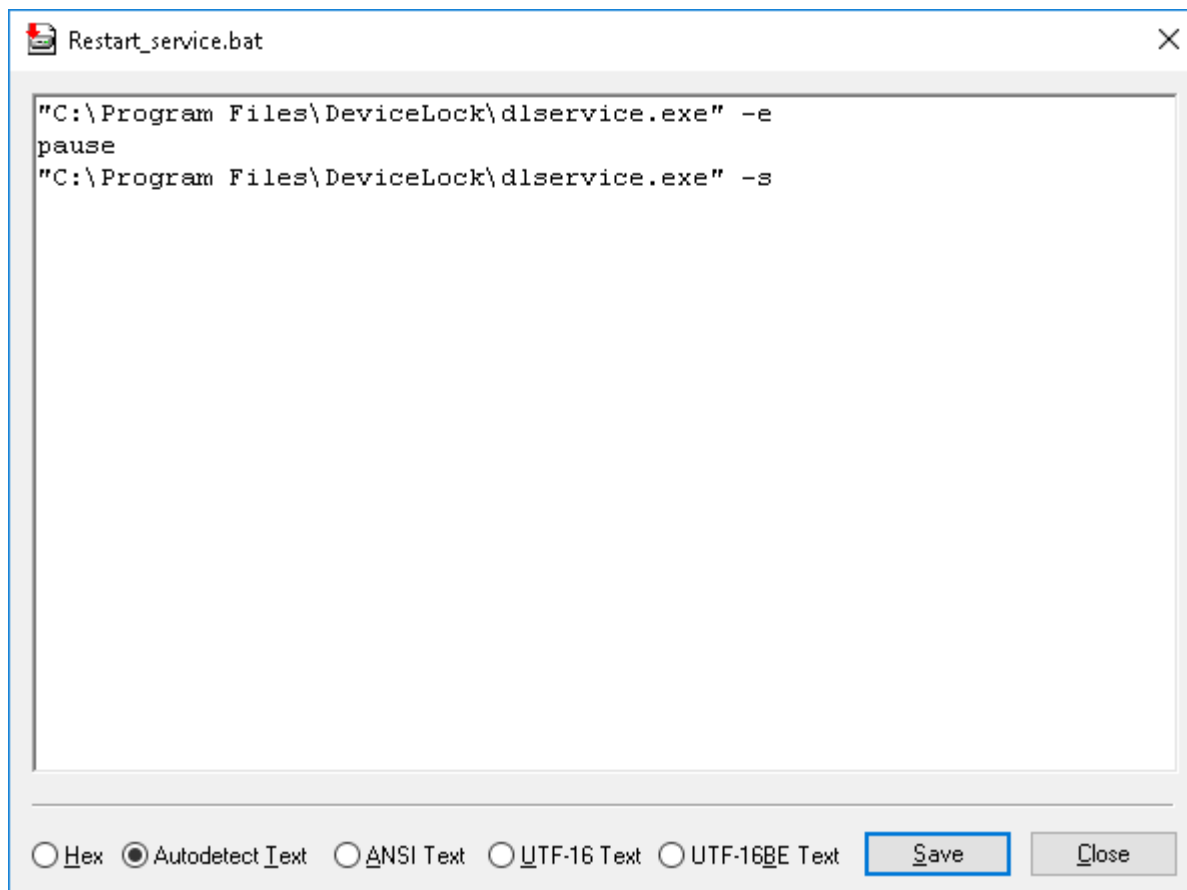 Restart_service.bat
"C:\Program Files\DeviceLock\dlservice.exe" -e
pause
"C:\Program Files\DeviceLock\dlservice.exe" -s
Hex Autodetect Text ANSI Text UTF-16 Text UTF-16BE Text Save Close